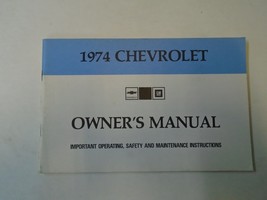 1974 CHEVROLET
OWNER'S MANUAL
IMPORTANT OPERATING, SAFETY AND MAINTENANCE INSTRUCTIONS